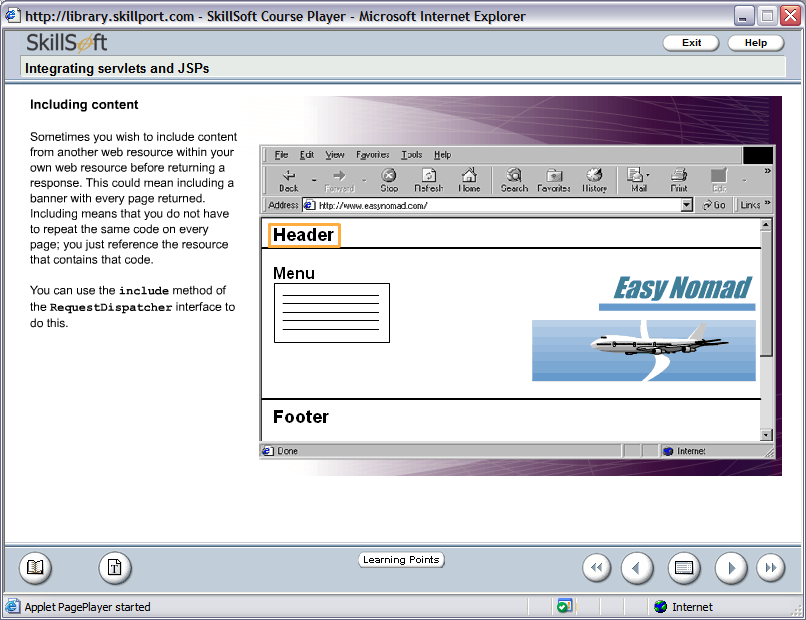 http://library.skillport.com - SkillSoft Course Player - Microsoft Internet Explorer
SkillSoft
Exit
Help
Integrating servlets and JSPs
Including content
Sometimes you wish to include content
from another web resource within your
own web resource before returning a
response. This could mean including a
banner with every page returned.
Including means that you do not have
to repeat the same code on every
page; you just reference the resource
that contains that code.
You can use the include method of
the RequestDispatcher interface to
do this.
File Edit View Favorites Tools Help
Back Forward Stop Refresh Home Search Favorites History Mail Print Edit »
Address http://www.easynomad.com/ Go Links »
Header
Menu
Easy Nomad
Footer
Done Internet
Learning Points
Applet PagePlayer started
Internet